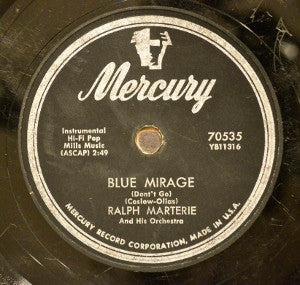 Mercury
Instrumental
Hi-Fi Pop
Mills Music
(ASCAP) 2:49
70535
YB11316
BLUE MIRAGE
(Don't Go)
(Coslow-Olias)
RALPH MARTERIE
And His Orchestra
MERCURY RECORD CORPORATION, MADE IN U.S.A.